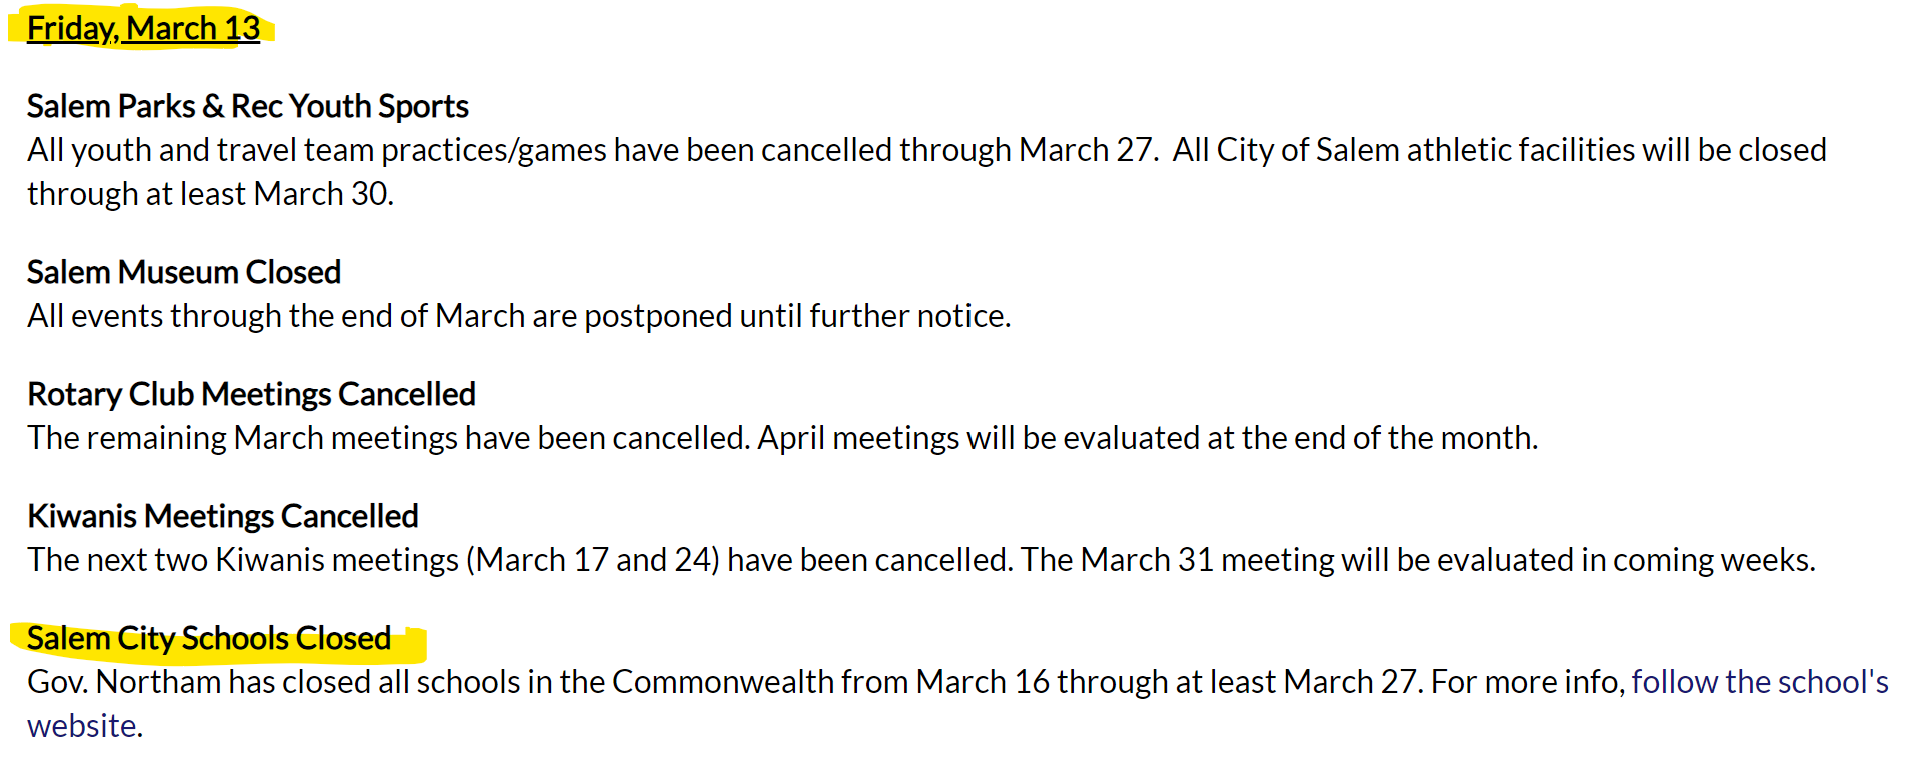 Friday, March 13
Salem Parks & Rec Youth Sports
All youth and travel team practices/games have been cancelled through March 27.  All City of Salem athletic facilities will be closed
through at least March 30.
Salem Museum Closed
All events through the end of March are postponed until further notice.
Rotary Club Meetings Cancelled
The remaining March meetings have been cancelled. April meetings will be evaluated at the end of the month.
Kiwanis Meetings Cancelled
The next two Kiwanis meetings (March 17 and 24) have been cancelled. The March 31 meeting will be evaluated in coming weeks.
Salem City Schools Closed
Gov. Northam has closed all schools in the Commonwealth from March 16 through at least March 27. For more info, follow the school's
website.